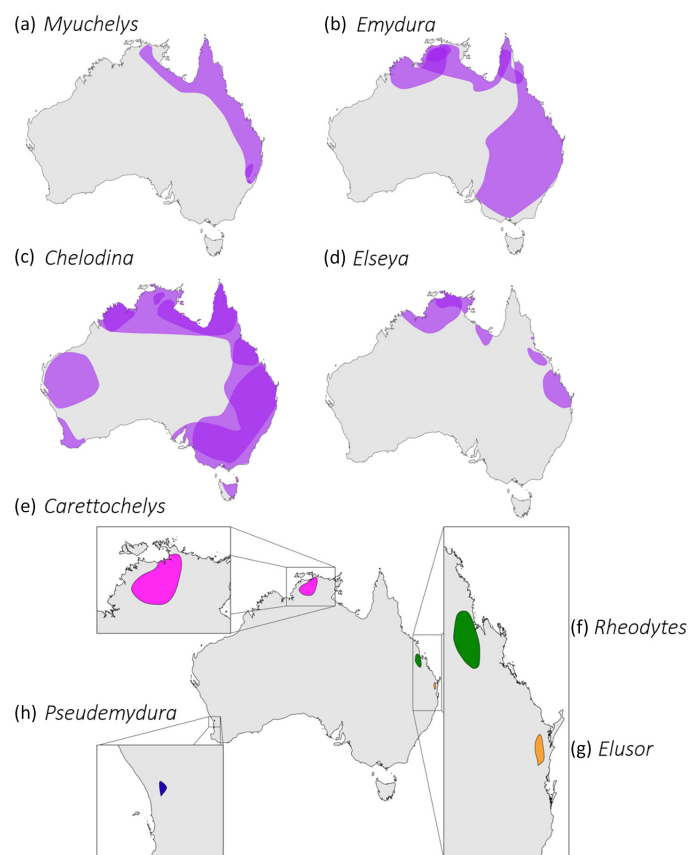 (a) Myuchelys
(b) Emydura
(c) Chelodina
(d) Elseya
(e) Carettochelys
(f) Rheodytes
(h) Pseudemydura
(g) Elusor